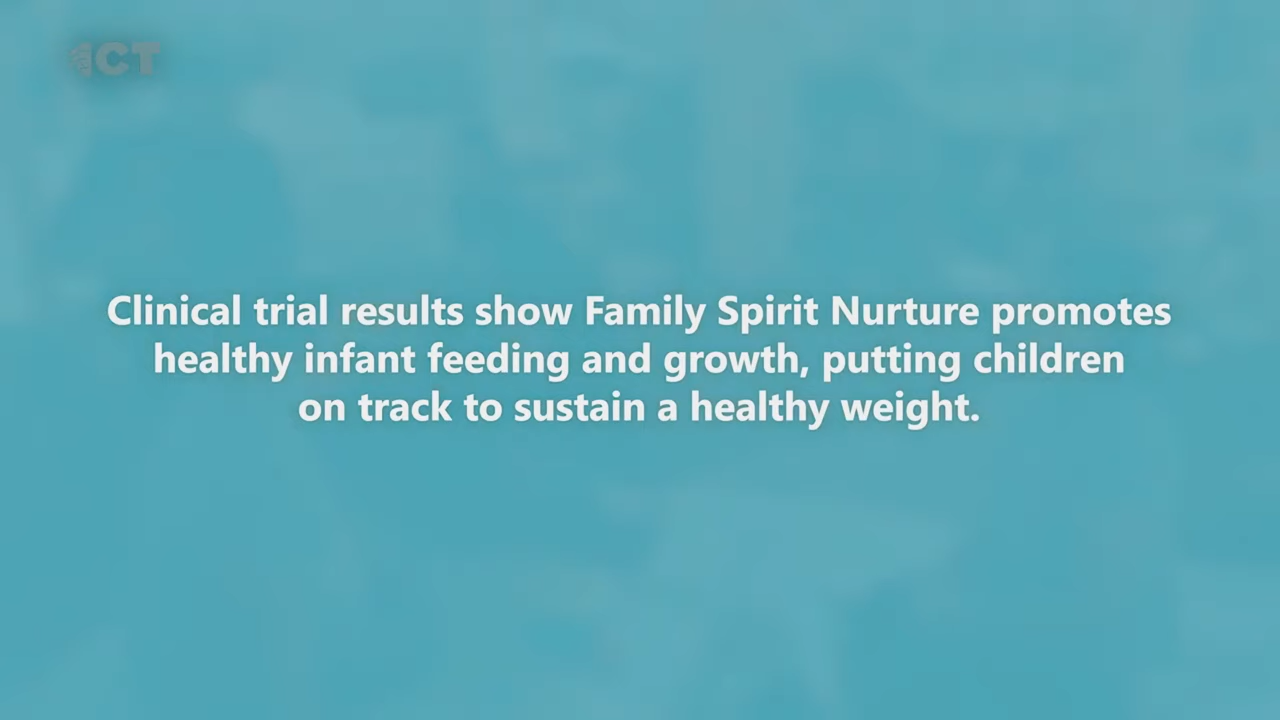 ICT
Clinical trial results show Family Spirit Nurture promotes
healthy infant feeding and growth, putting children
on track to sustain a healthy weight.